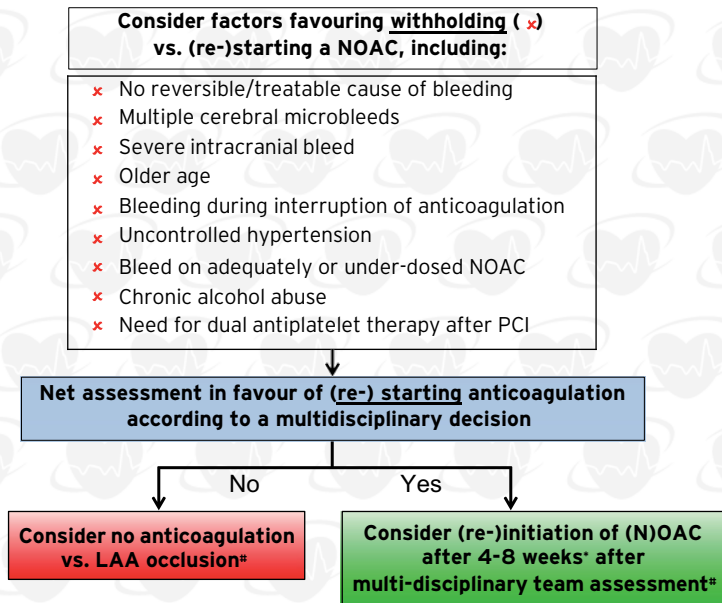 Consider factors favouring withholding ( x)
vs. (re-)starting a NOAC, including:
x No reversible/treatable cause of bleeding
x Multiple cerebral microbleeds
x Severe intracranial bleed
x Older age
x Bleeding during interruption of anticoagulation
x Uncontrolled hypertension
x Bleed on adequately or under-dosed NOAC
x Chronic alcohol abuse
x Need for dual antiplatelet therapy after PCI
Net assessment in favour of (re-) starting anticoagulation
according to a multidisciplinary decision
No
Yes
Consider no anticoagulation
vs. LAA occlusion#
Consider (re-)initiation of (N)OAC
after 4-8 weeks* after
multi-disciplinary team assessment#